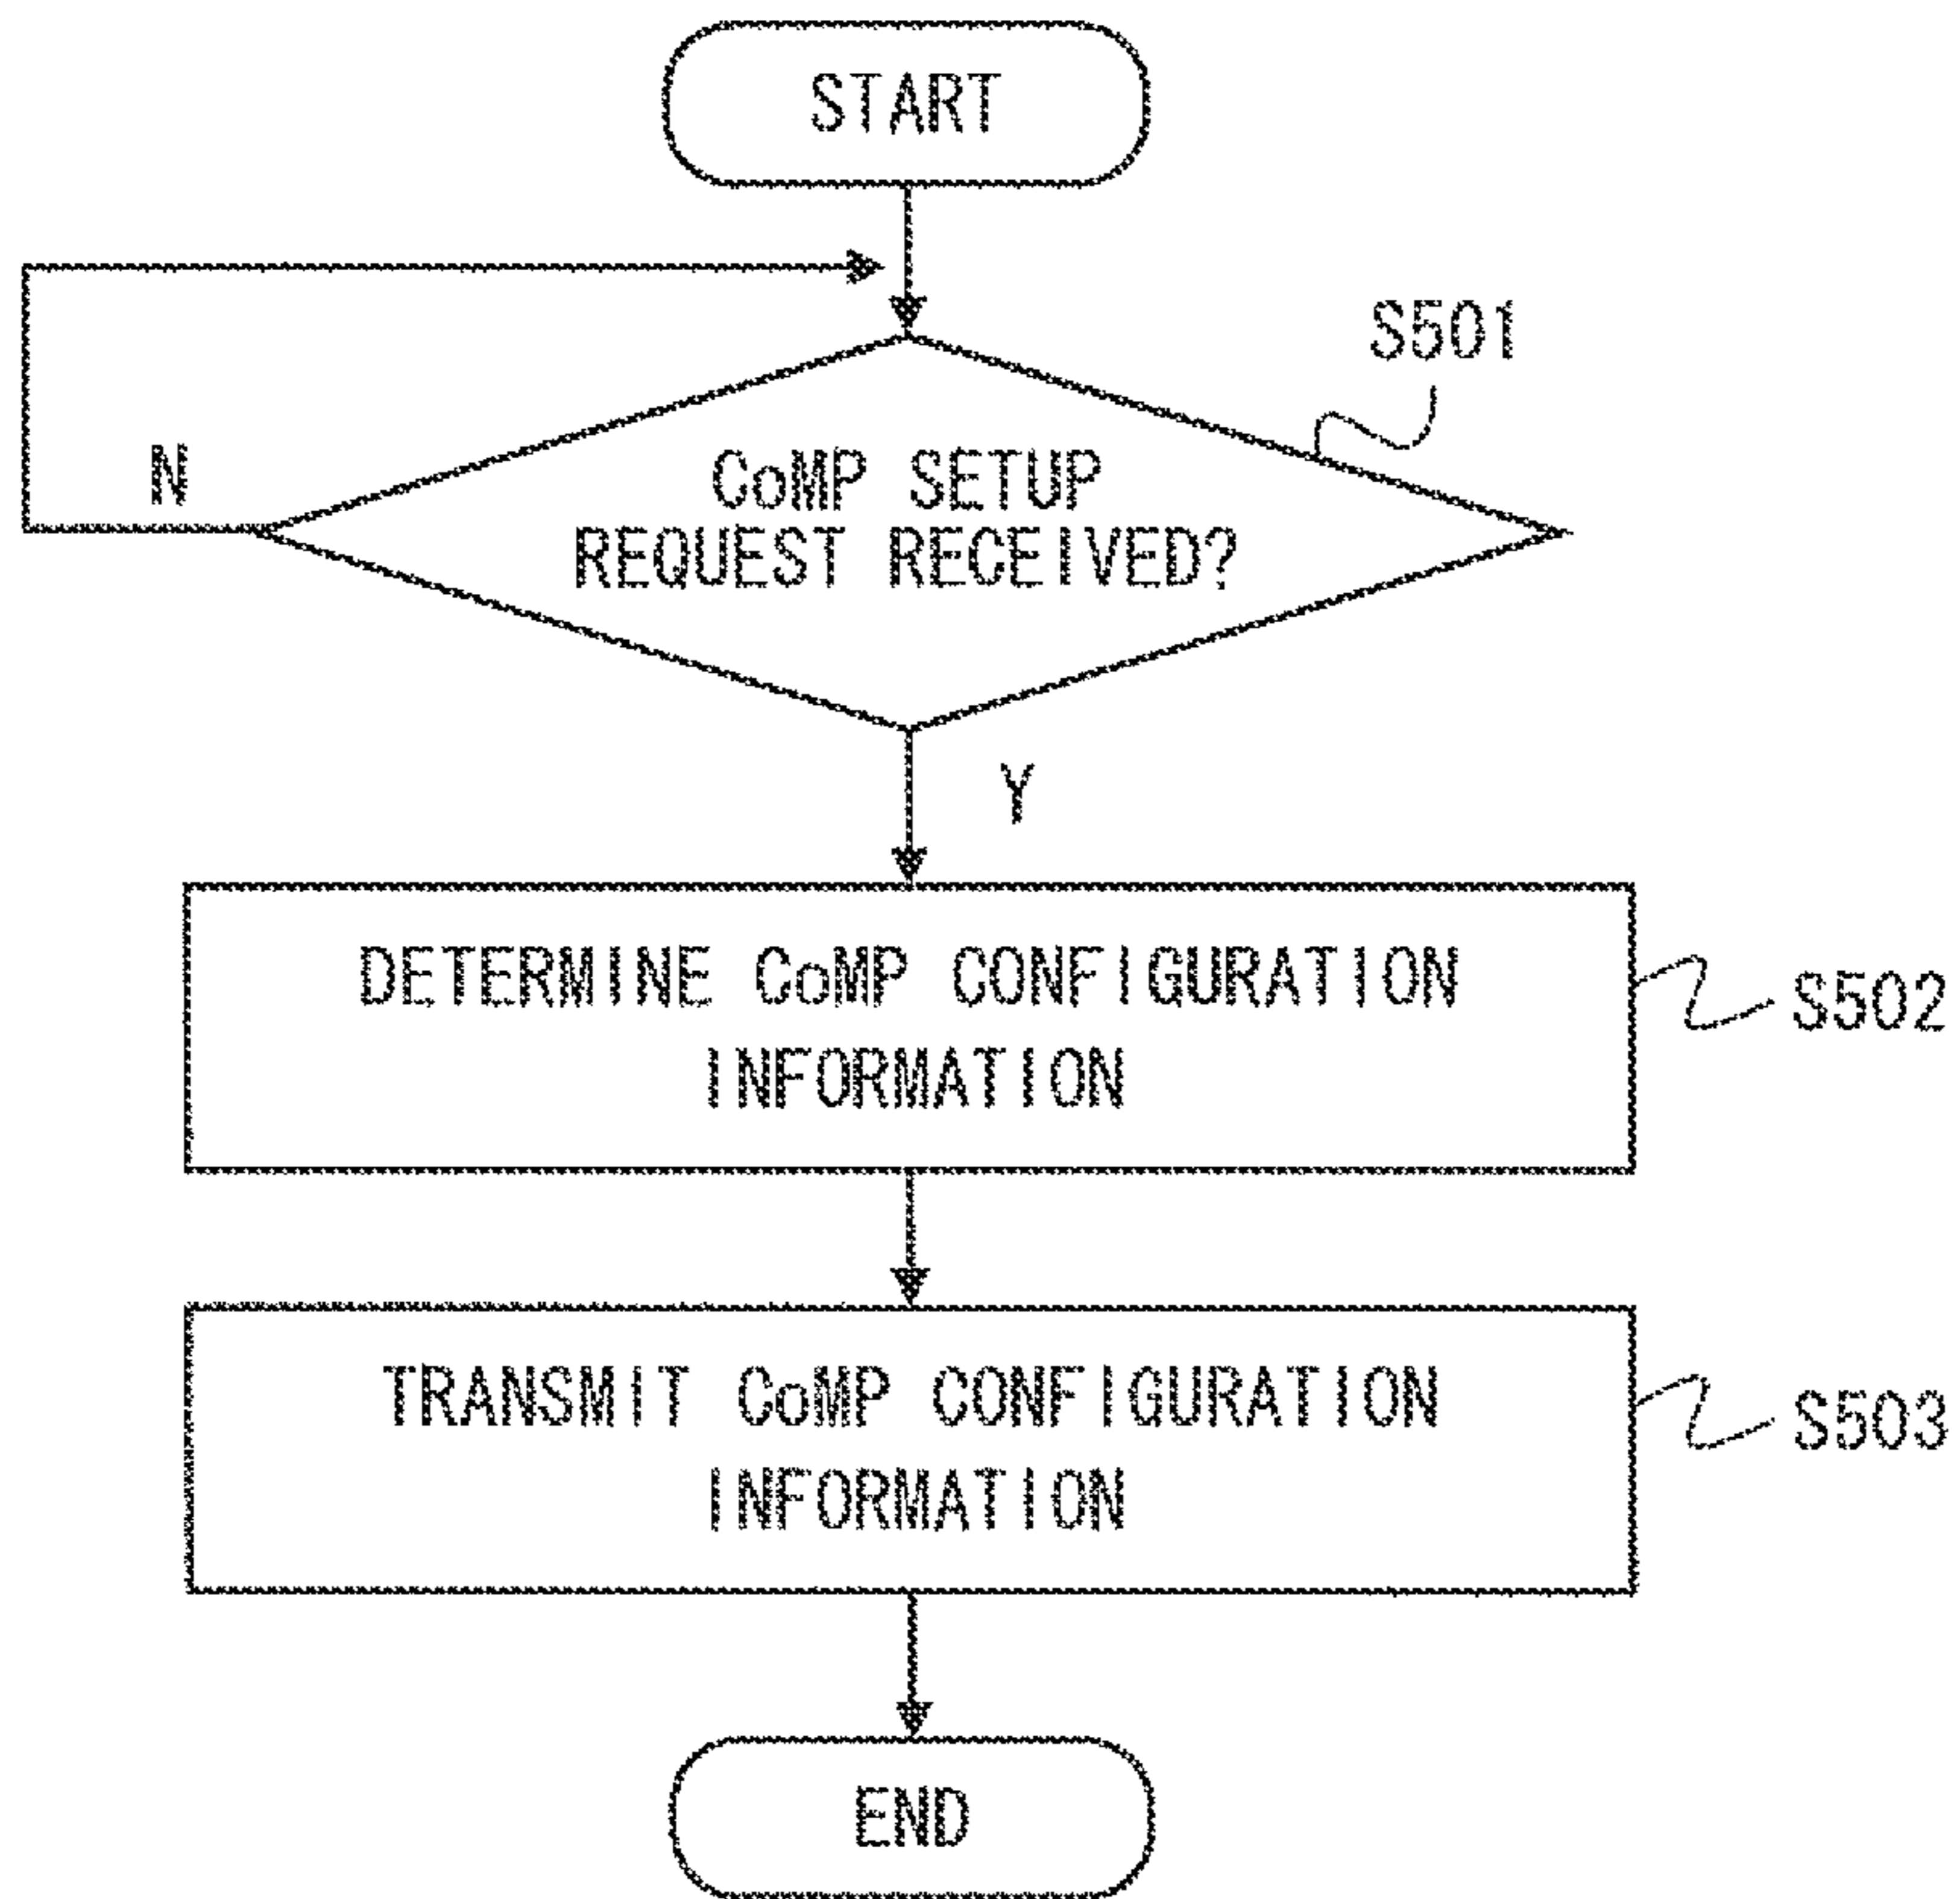 START
S501
N
CoMP SETUP
REQUEST RECEIVED?
Y
DETERMINE CoMP CONFIGURATION
INFORMATION
S502
TRANSMIT CoMP CONFIGURATION
INFORMATION
S503
END